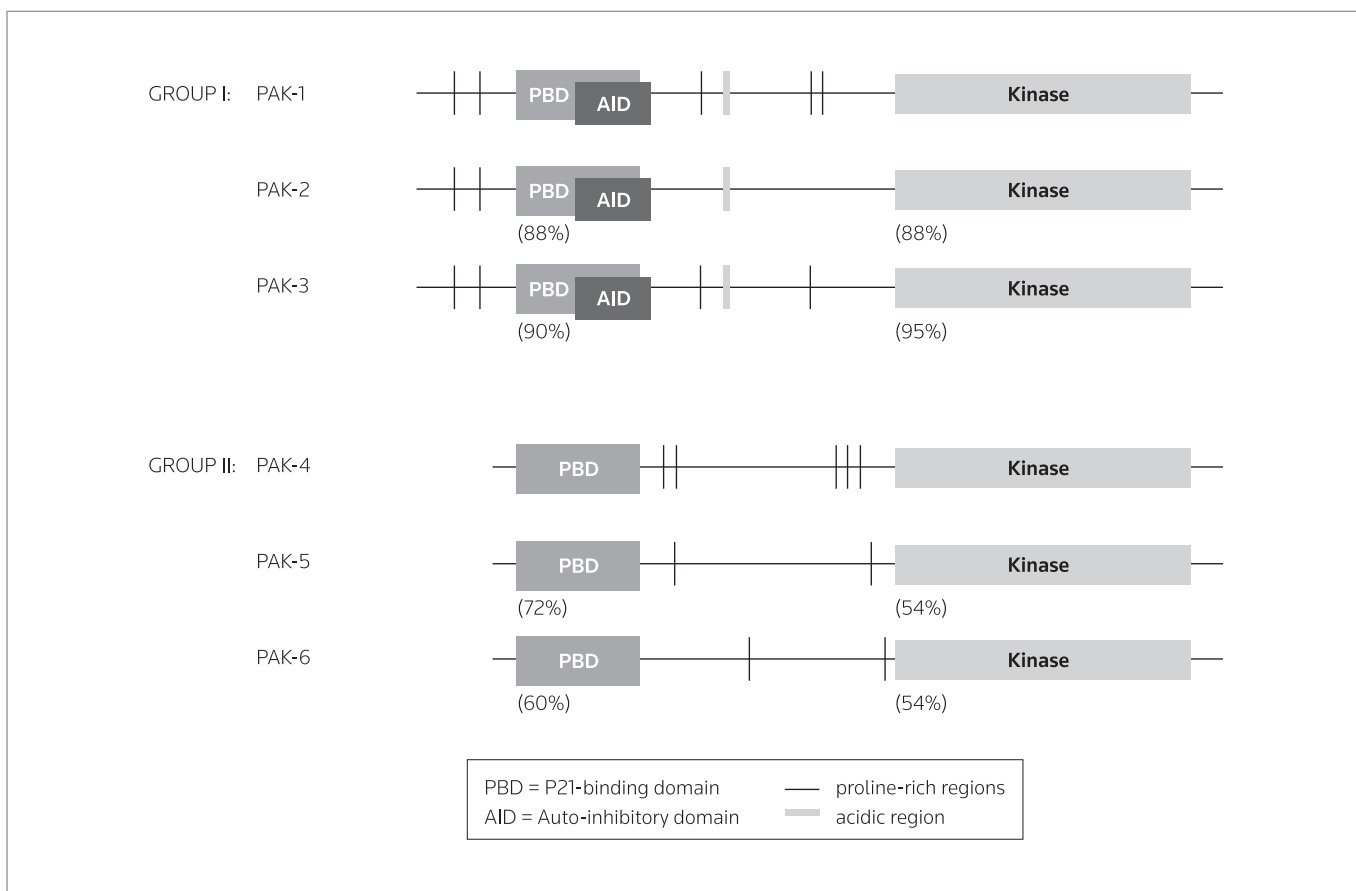 GROUP I: PAK-1 PBD AID Kinase
PAK-2 PBD AID Kinase
(88%) (88%)
PAK-3 PBD AID Kinase
(90%) (95%)
GROUP II: PAK-4 PBD Kinase
PAK-5 PBD Kinase
(72%) (54%)
PAK-6 PBD Kinase
(60%) (54%)
PBD = P21-binding domain proline-rich regions
AID = Auto-inhibitory domain acidic region